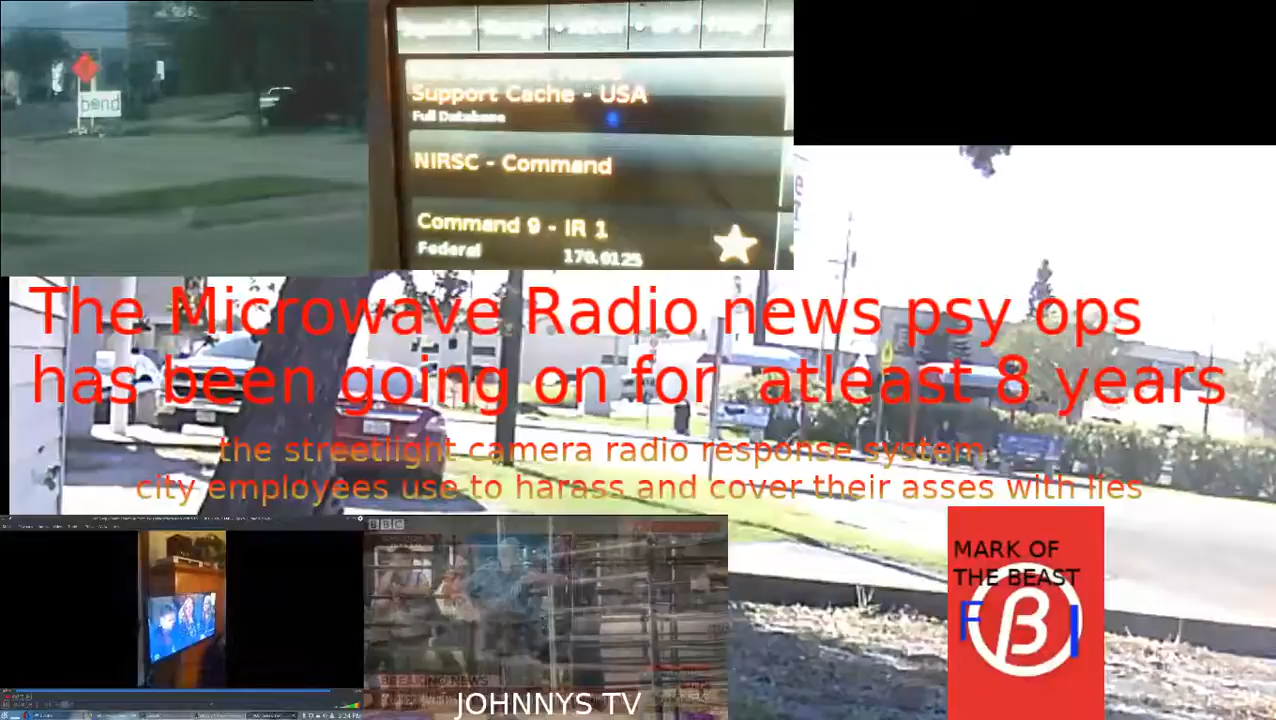 bend
Support Cache - USA
Full Database
NIRSC - Command
Command 9 - IR 1
Federal 170.0125
The Microwave Radio news psy ops
has been going on for atleast 8 years
the streetlight camera radio response system
city employees use to harass and cover their asses with lies
BBC
BREAKING NEWS
JOHNNYS TV
MARK OF
THE BEAST
F β I